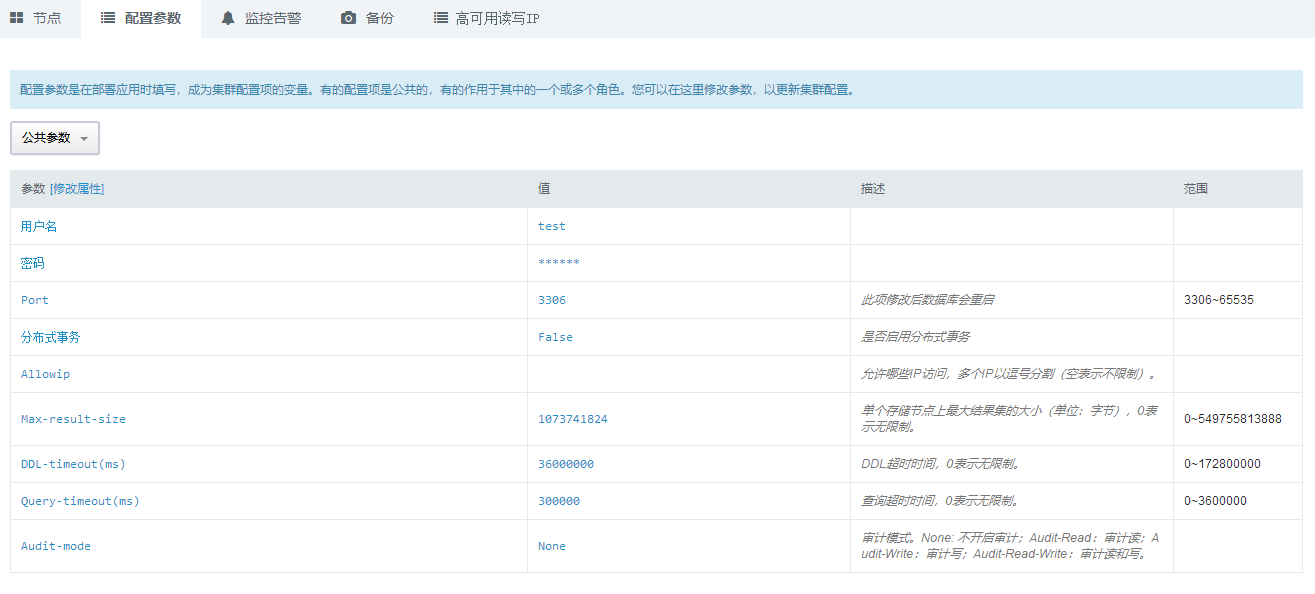 节点 配置参数 监控告警 备份 高可用读写IP
配置参数是在部署应用时填写，成为集群配置项的变量。有的配置项是公共的，有的作用于其中的一个或多个角色。您可以在这里修改参数，以更新集群配置。
公共参数
参数 [修改属性] 值 描述 范围
用户名 test
密码 ******
Port 3306 此项修改后数据库会重启 3306~65535
分布式事务 False 是否启用分布式事务
Allowip 允许哪些IP访问，多个IP以逗号分割（空表示不限制）。
Max-result-size 1073741824 单个存储节点上最大结果集的大小（单位：字节），0表
示无限制。 0~549755813888
DDL-timeout(ms) 36000000 DDL超时时间，0表示无限制。 0~172800000
Query-timeout(ms) 300000 查询超时时间，0表示无限制。 0~3600000
Audit-mode None 审计模式。None: 不开启审计；Audit-Read：审计读；A
udit-Write：审计写；Audit-Read-Write：审计读和写。